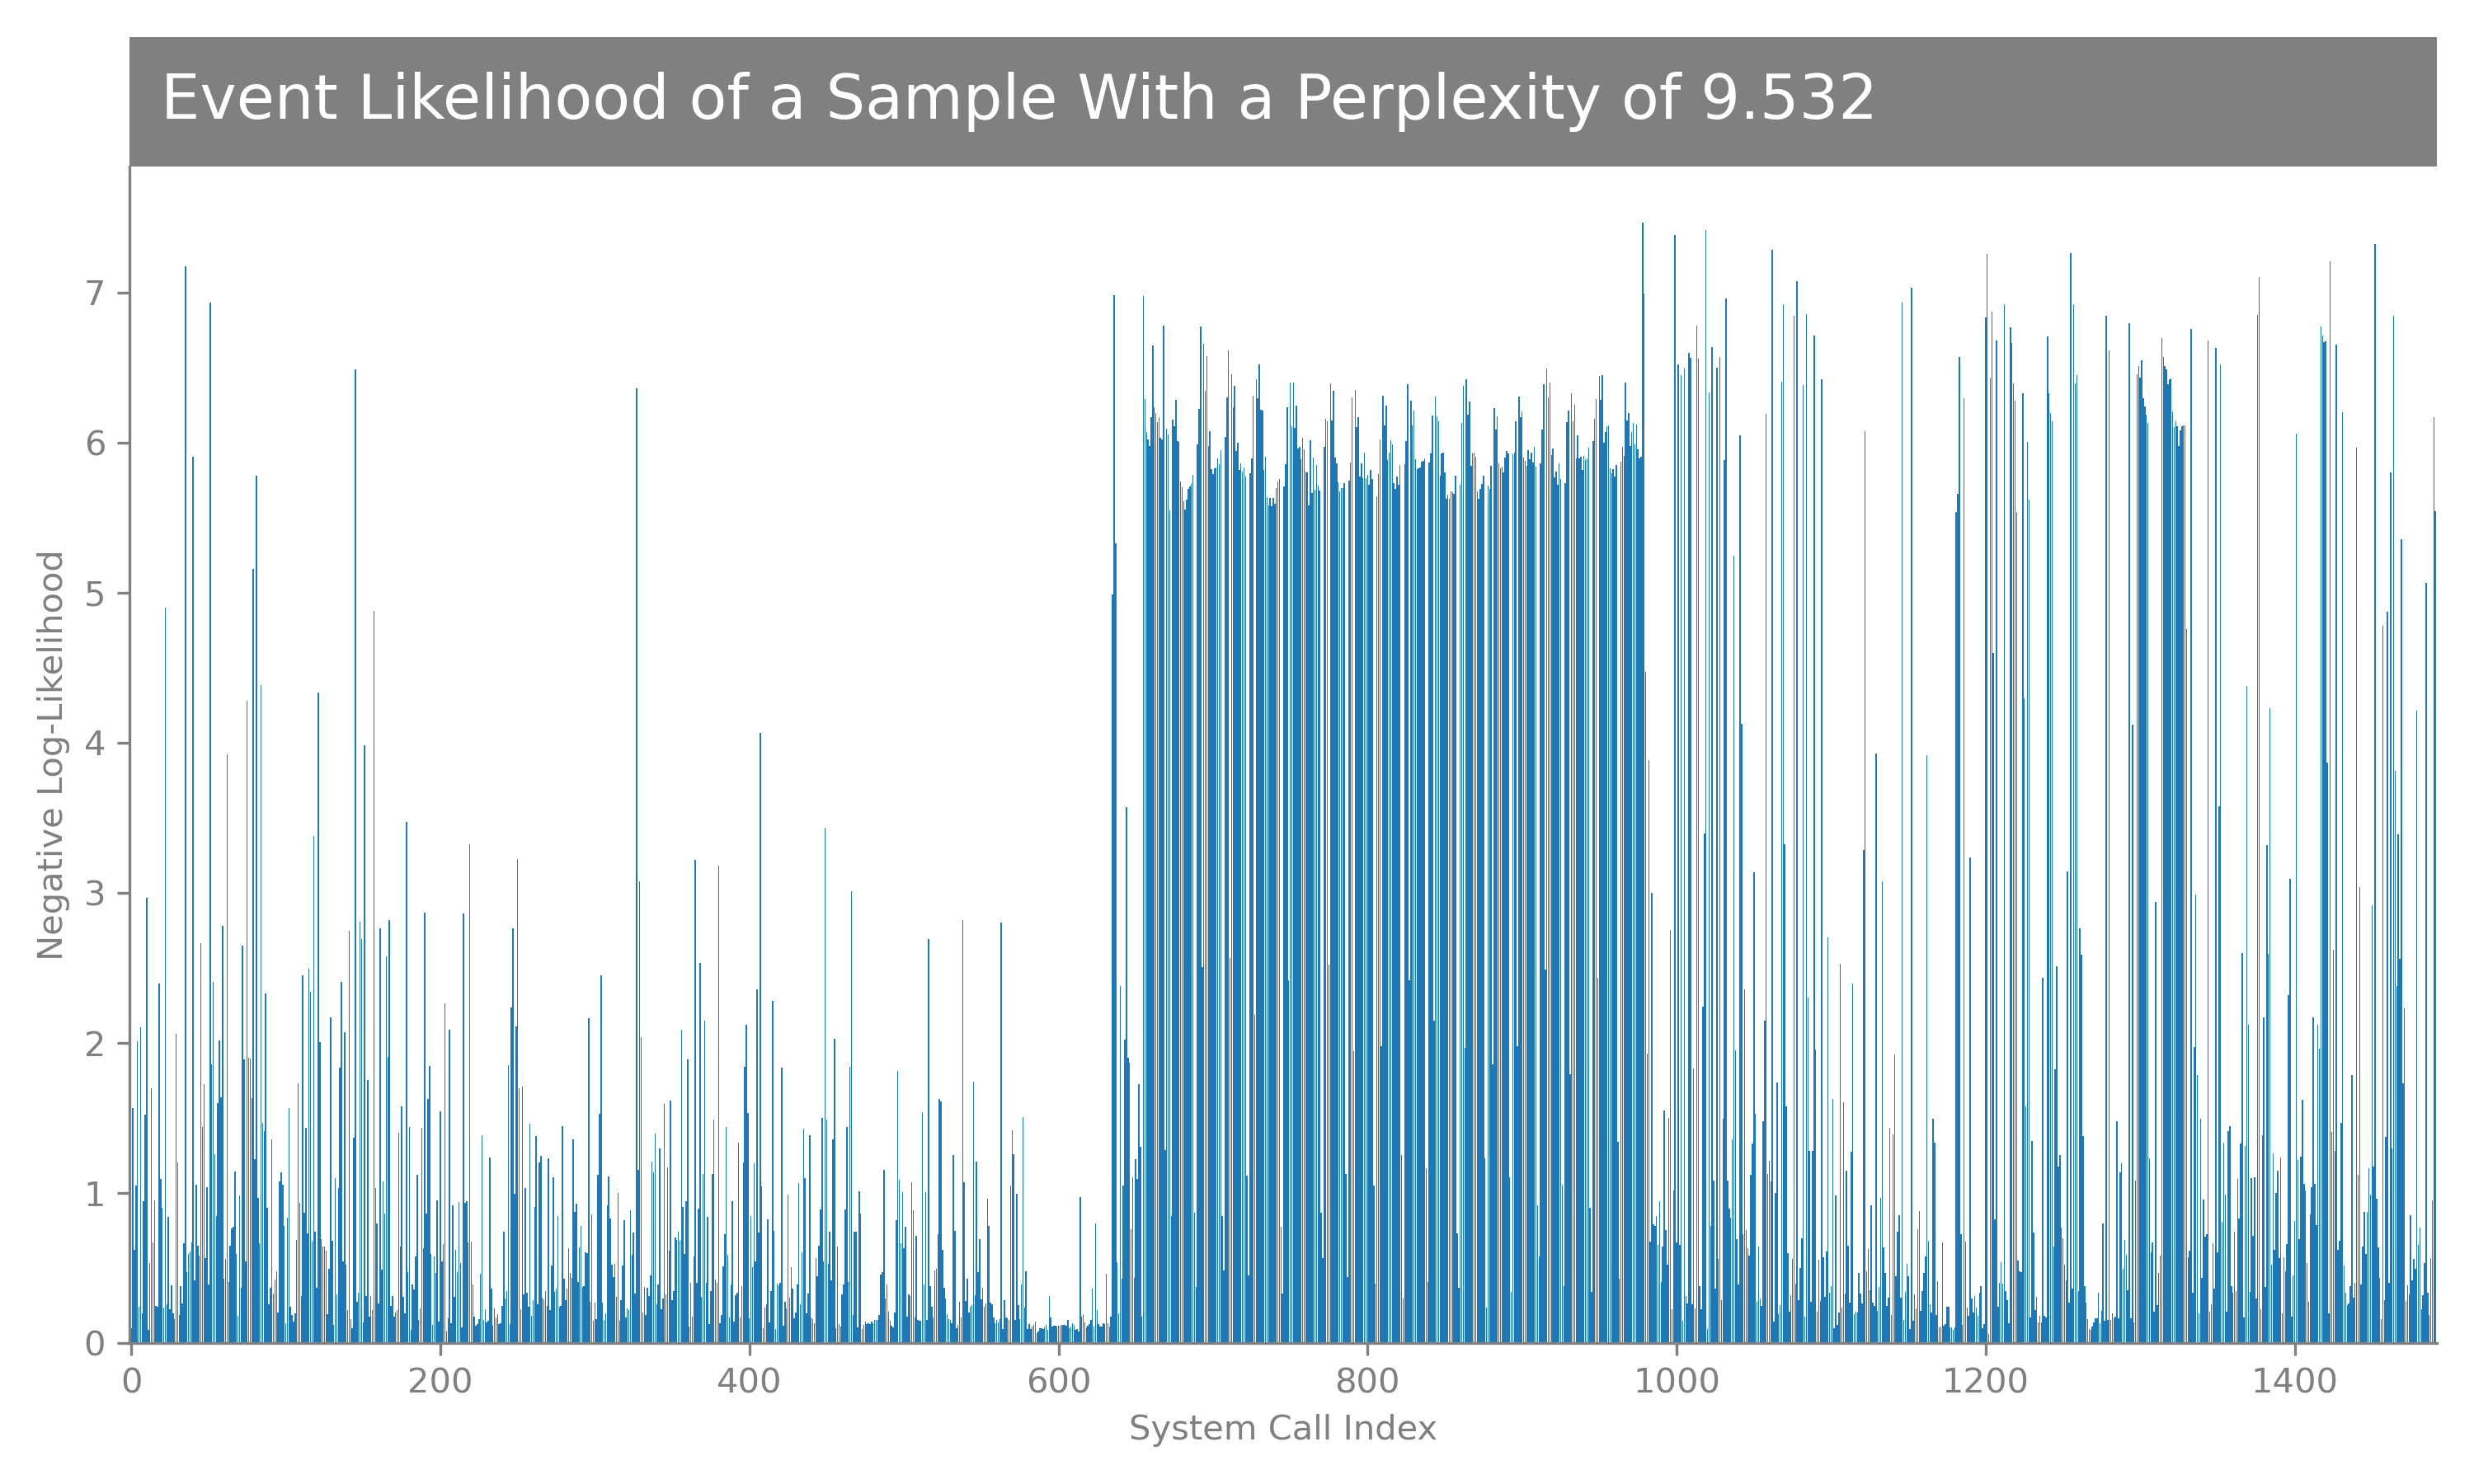 Event Likelihood of a Sample With a Perplexity of 9.532
Negative Log-Likelihood
7
6
5
4
3
2
1
0
0 200 400 600 800 1000 1200 1400
System Call Index